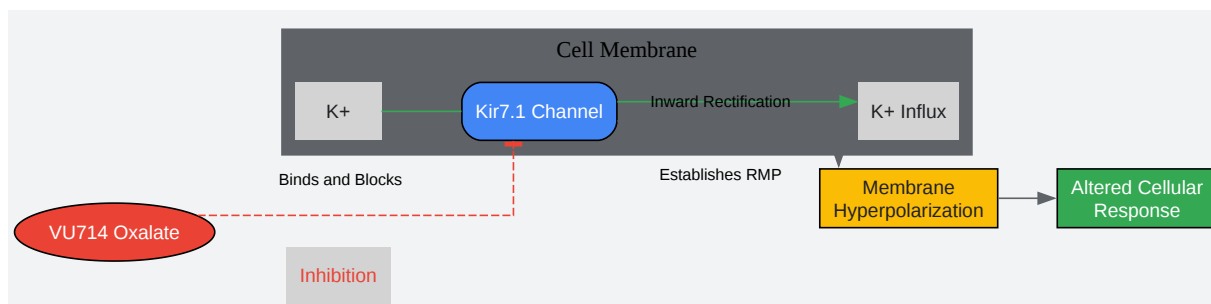 Cell Membrane
K+
Kir7.1 Channel
Inward Rectification
K+ Influx
Binds and Blocks
Establishes RMP
Membrane
Hyperpolarization
Altered Cellular
Response
VU714 Oxalate
Inhibition